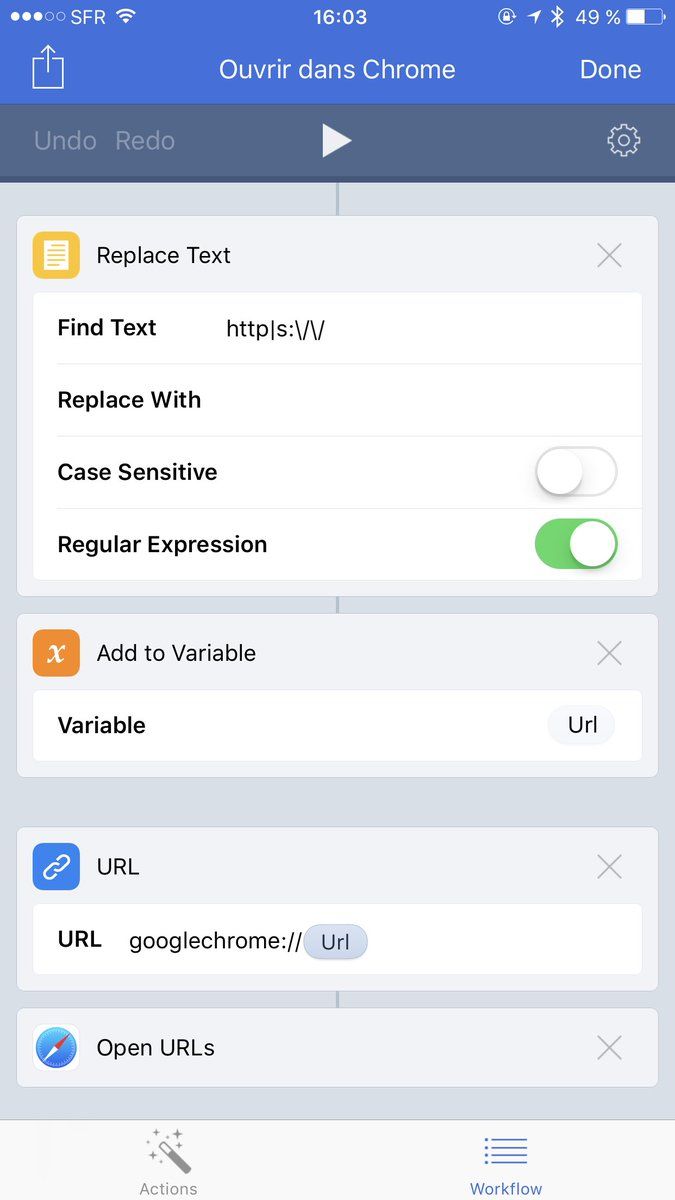 SFR 16:03 49 %
Ouvrir dans Chrome Done
Undo Redo
Replace Text
Find Text http|s:\/\/
Replace With
Case Sensitive
Regular Expression
x Add to Variable
Variable Url
URL
URL googlechrome:// Url
Open URLs
Actions Workflow